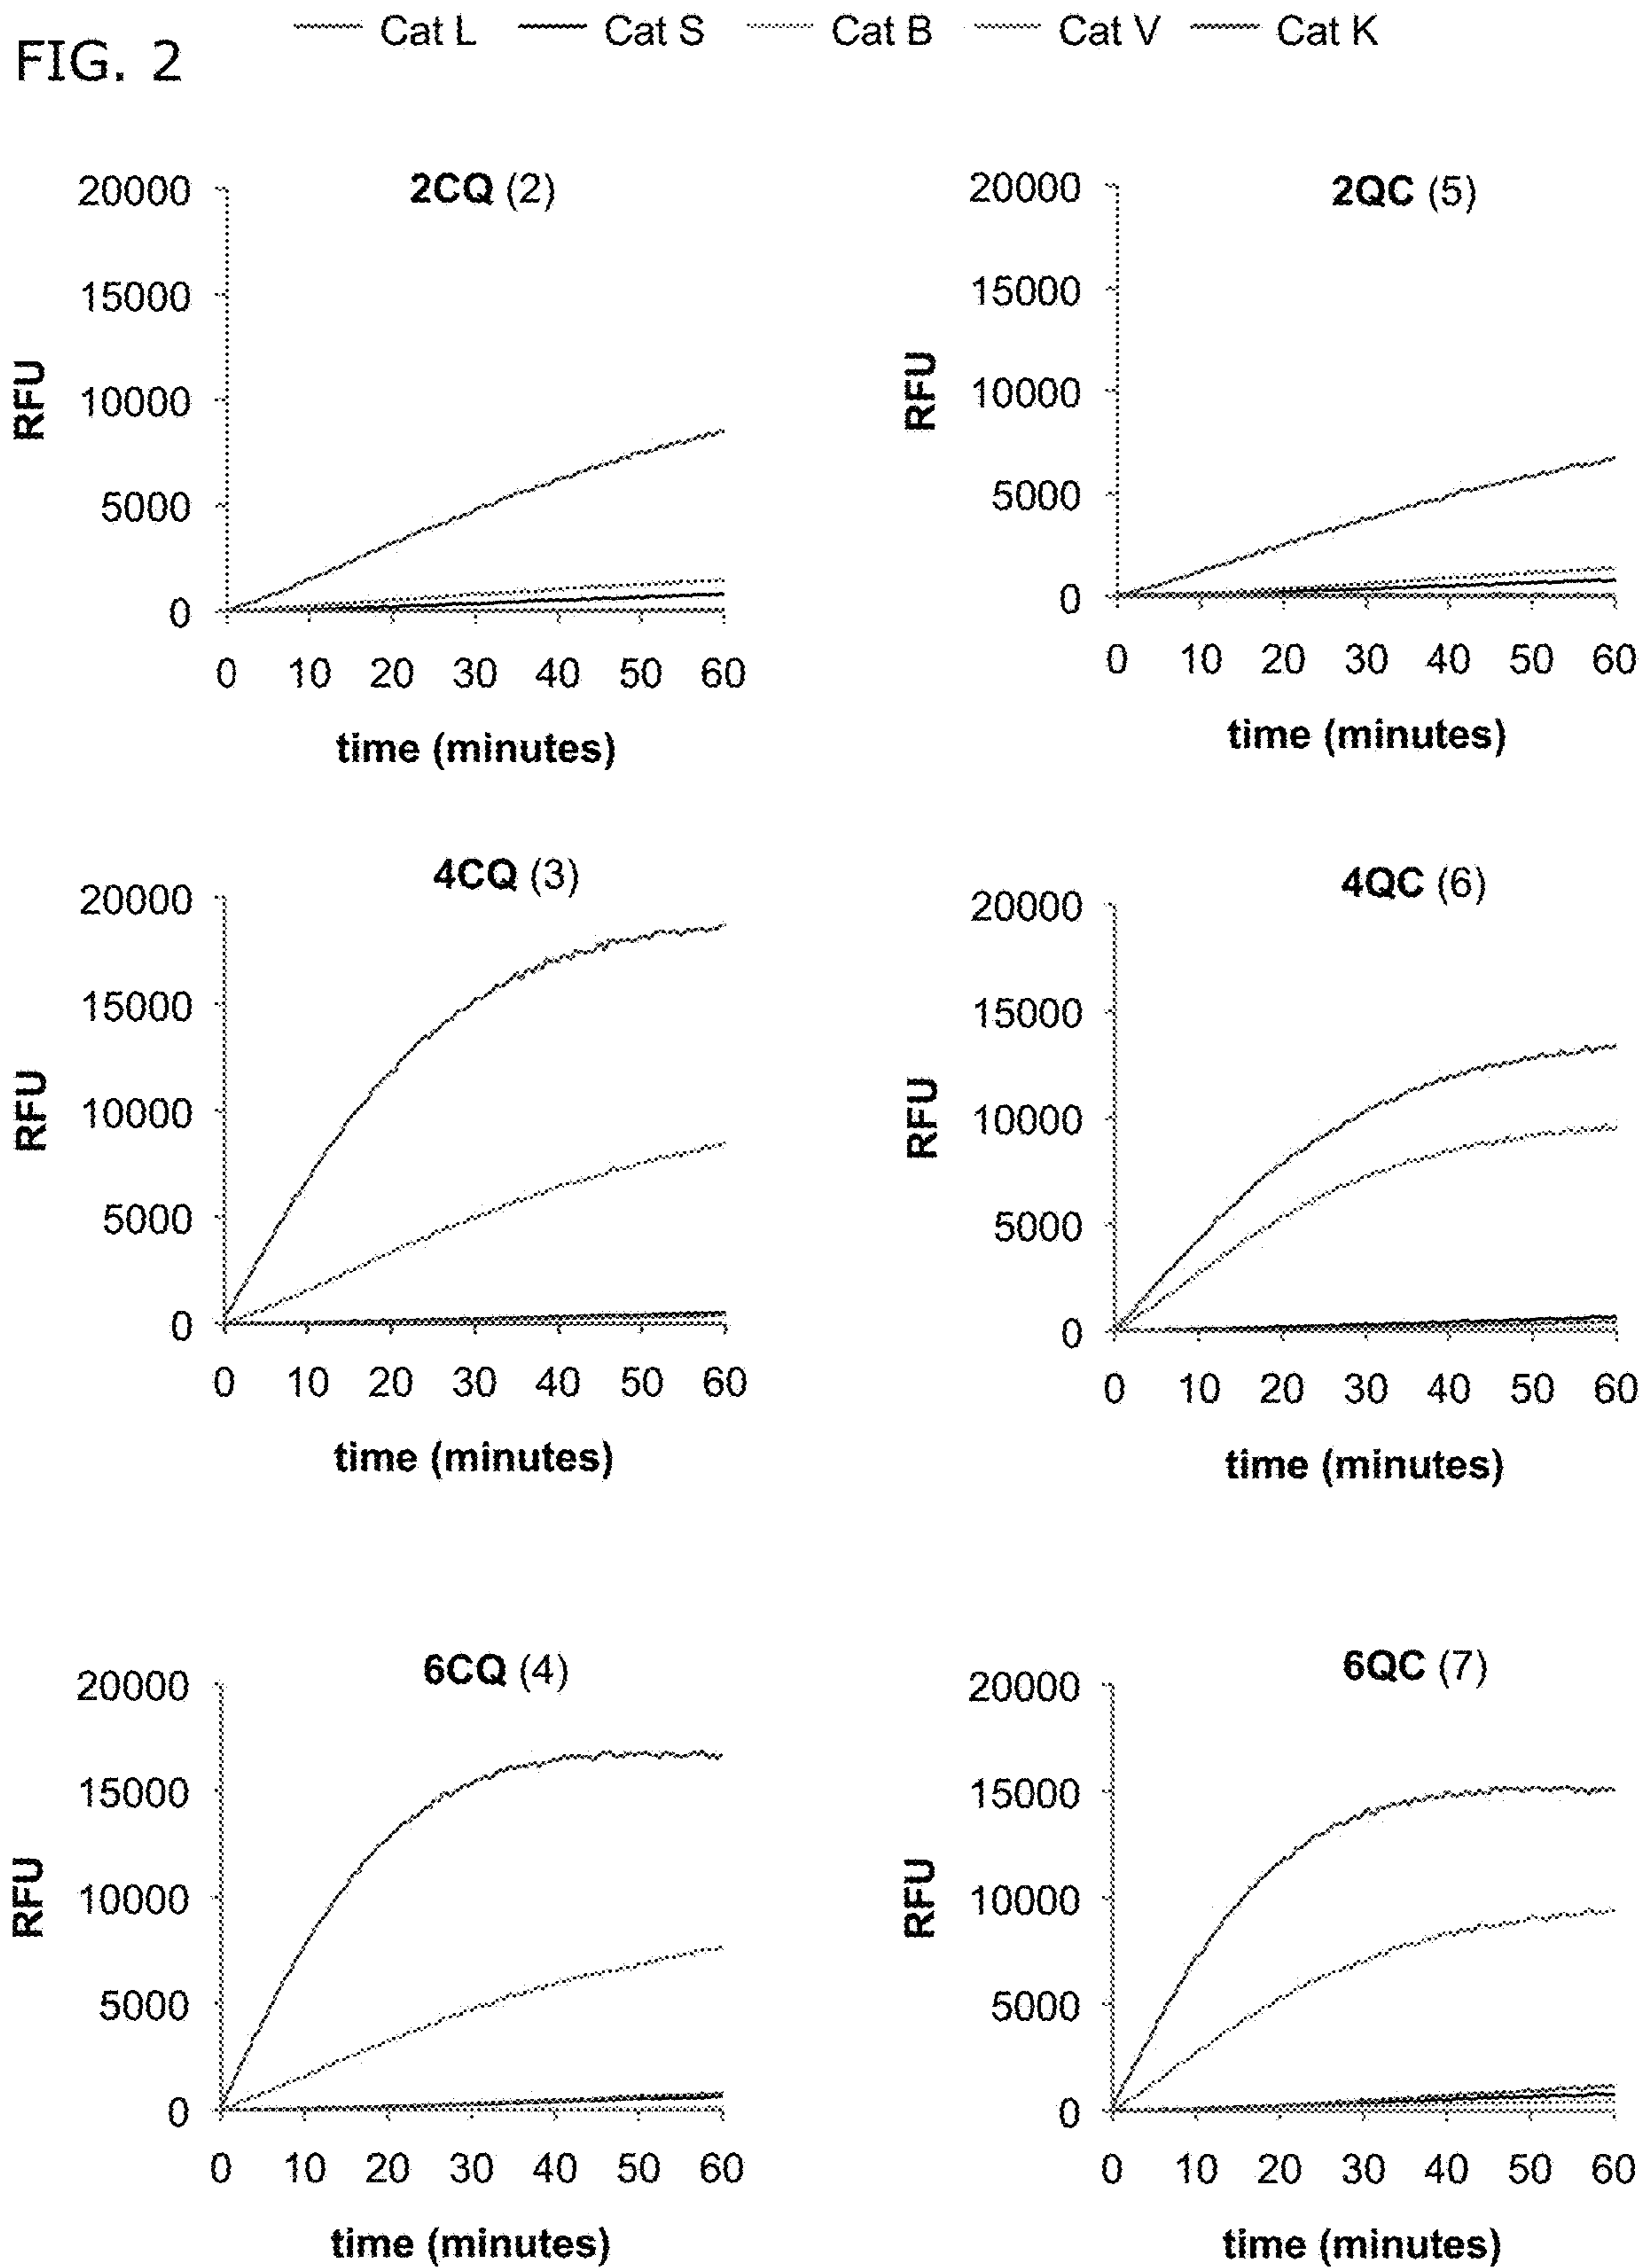 FIG. 2
Cat L Cat S Cat B Cat V Cat K
2CQ (2)
20000
15000
10000
5000
0
RFU
0 10 20 30 40 50 60
time (minutes)
2QC (5)
20000
15000
10000
5000
0
RFU
0 10 20 30 40 50 60
time (minutes)
4CQ (3)
20000
15000
10000
5000
0
RFU
0 10 20 30 40 50 60
time (minutes)
4QC (6)
20000
15000
10000
5000
0
RFU
0 10 20 30 40 50 60
time (minutes)
6CQ (4)
20000
15000
10000
5000
0
RFU
0 10 20 30 40 50 60
time (minutes)
6QC (7)
20000
15000
10000
5000
0
RFU
0 10 20 30 40 50 60
time (minutes)